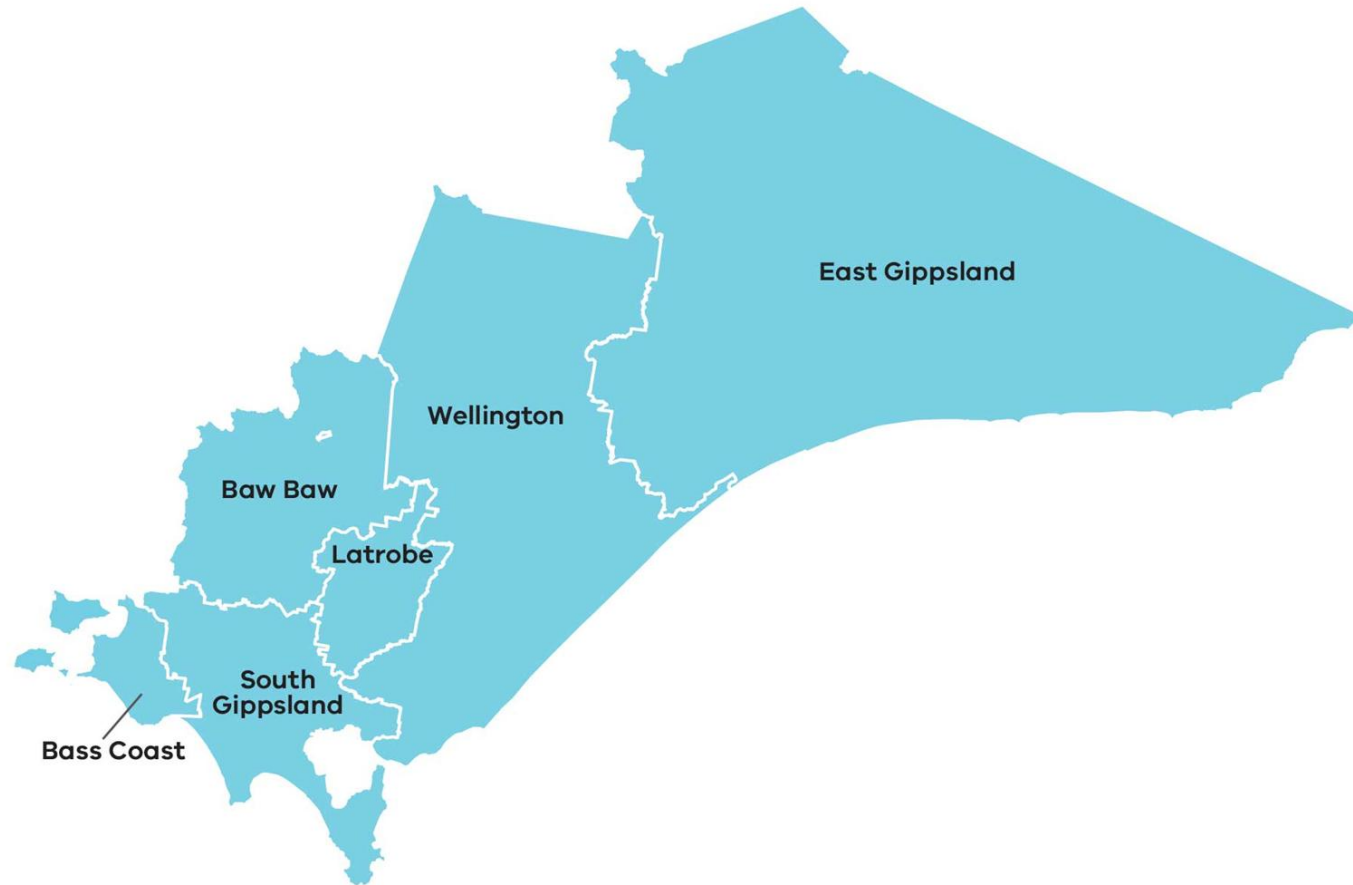 East Gippsland
Wellington
Baw Baw
Latrobe
South
Gippsland
Bass Coast